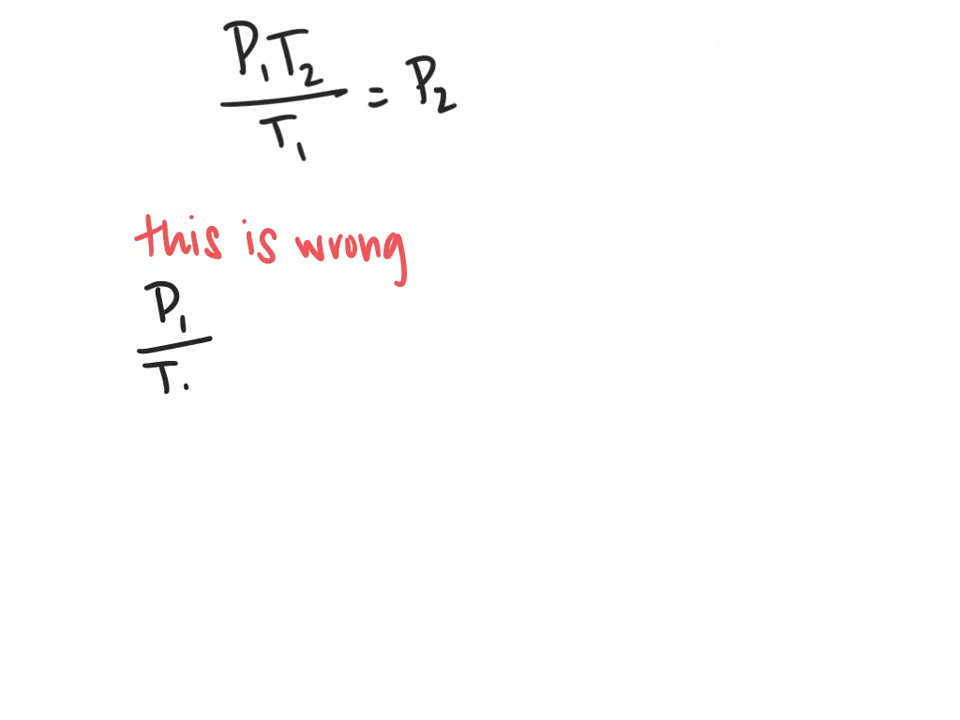 P₁T₂
T₁
= P₂
this is wrong
P₁
T.